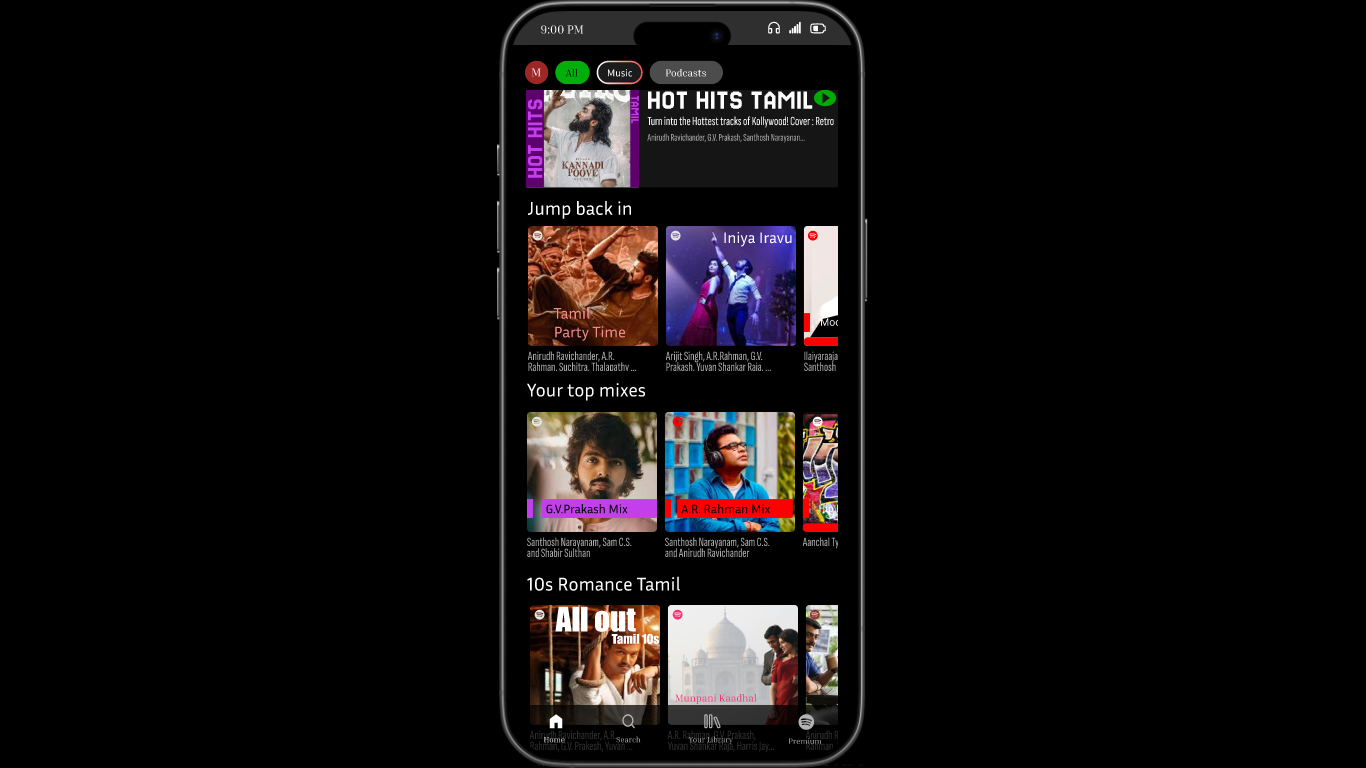 9:00 PM
M
All
Music
Podcasts
HOT HITS
TAMIL
HOT HITS TAMIL
Turn into the Hottest tracks of Kollywood! Cover : Retro
Anirudh Ravichander, G.V. Prakash, Santhosh Narayanan...
KANNADI
POOVE
Jump back in
Tamil
Party Time
Iniya Iravu
Anirudh Ravichander, A.R.
Rahman, Suchitra, Thalapathy ...
Arijit Singh, A.R.Rahman, G.V.
Prakash, Yuvan Shankar Raja, ...
Ilaiyaraaja
Santhosh
Your top mixes
G.V.Prakash Mix
A.R. Rahman Mix
Santhosh Narayanam, Sam C.S.
and Shabir Sulthan
Santhosh Narayanam, Sam C.S.
and Anirudh Ravichander
Aanchal Ty
10s Romance Tamil
All out
Tamil 10s
Munpani Kaadhal
Anirudh Ravichander, A.R.
Rahman, G.V. Prakesh, Yuvan ...
A.R. Rahman, G.V.Prakash,
Yuvan Shankar Raja, Harris Jay...
Anirudh R
Rahman
Home
Search
Your Library
Premium